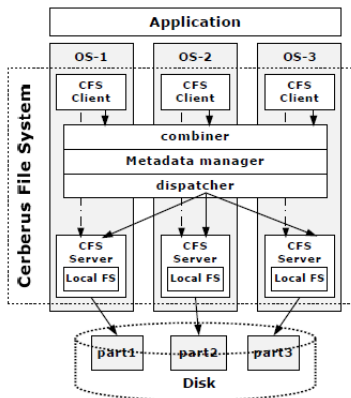 Application
OS-1
OS-2
OS-3
Cerberus File System
CFS
Client
CFS
Client
CFS
Client
combiner
Metadata manager
dispatcher
CFS
Server
Local FS
CFS
Server
Local FS
CFS
Server
Local FS
part1
part2
part3
Disk